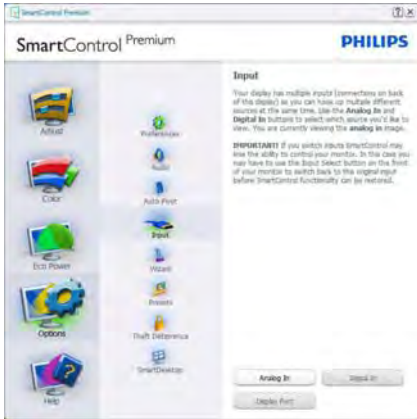 SmartControl Premium
SmartControl Premium
PHILIPS
Adjust
Color
Eco Power
Options
Help
Preferences
Audio
Auto Pivot
Input
Wizard
Presets
Theft Deterrence
SmartDesktop
Input
Your display has multiple inputs (connections on back
of this display) so you can have up multiple different
sources at the same time. Use the Analog In and
Digital In buttons to select which source you'd like to
view. You are currently viewing the analog in image.
IMPORTANT! If you switch inputs SmartControl may
lose the ability to control your monitor. In this case you
may have to use the Input Select button on the front
of your monitor to switch back to the original input
before SmartControl functionality can be restored.
Analog In
Digital In
Display Port